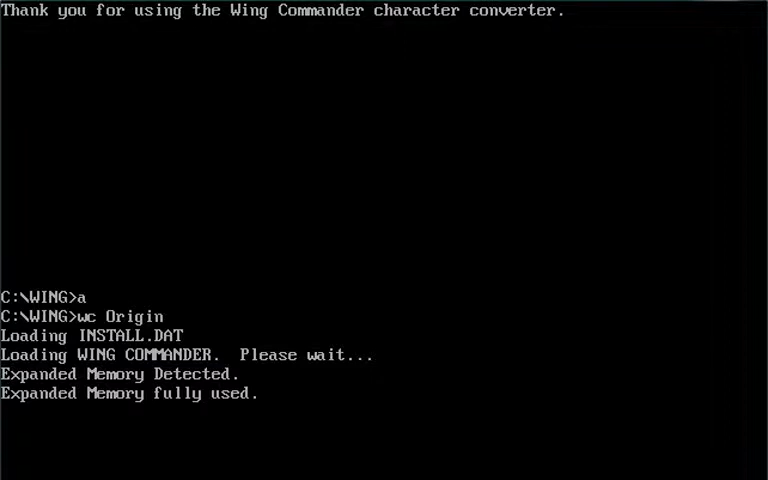 Thank you for using the Wing Commander character converter.
C:\WING>a
C:\WING>wc Origin
Loading INSTALL.DAT
Loading WING COMMANDER.  Please wait...
Expanded Memory Detected.
Expanded Memory fully used.